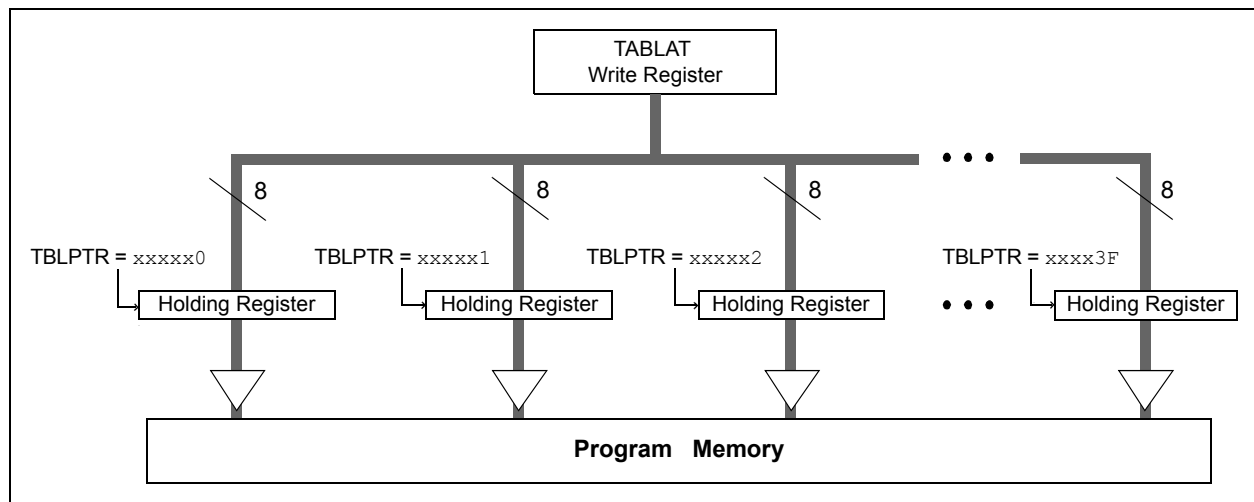 TABLAT
Write Register
8
8
8
8
TBLPTR = xxxxx0
TBLPTR = xxxxx1
TBLPTR = xxxxx2
TBLPTR = xxxx3F
Holding Register
Holding Register
Holding Register
Holding Register
Program Memory